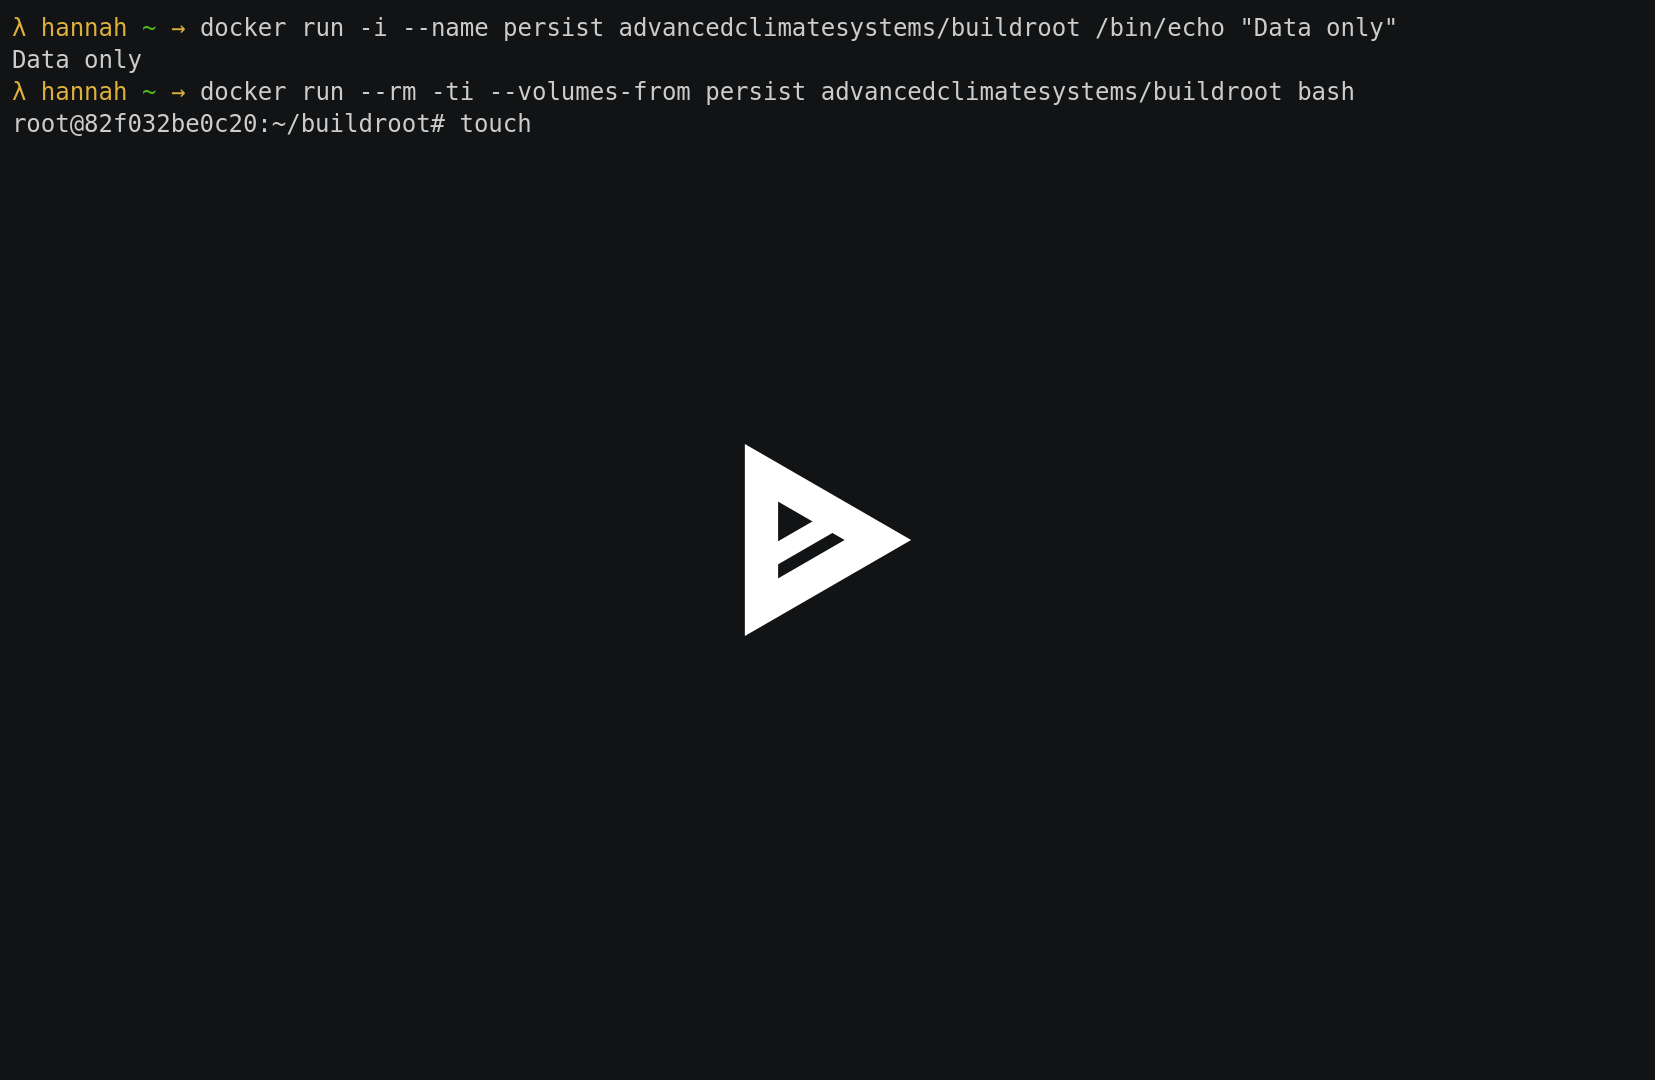 λ hannah ~ → docker run -i --name persist advancedclimatesystems/buildroot /bin/echo "Data only"
Data only
λ hannah ~ → docker run --rm -ti --volumes-from persist advancedclimatesystems/buildroot bash
root@82f032be0c20:~/buildroot# touch